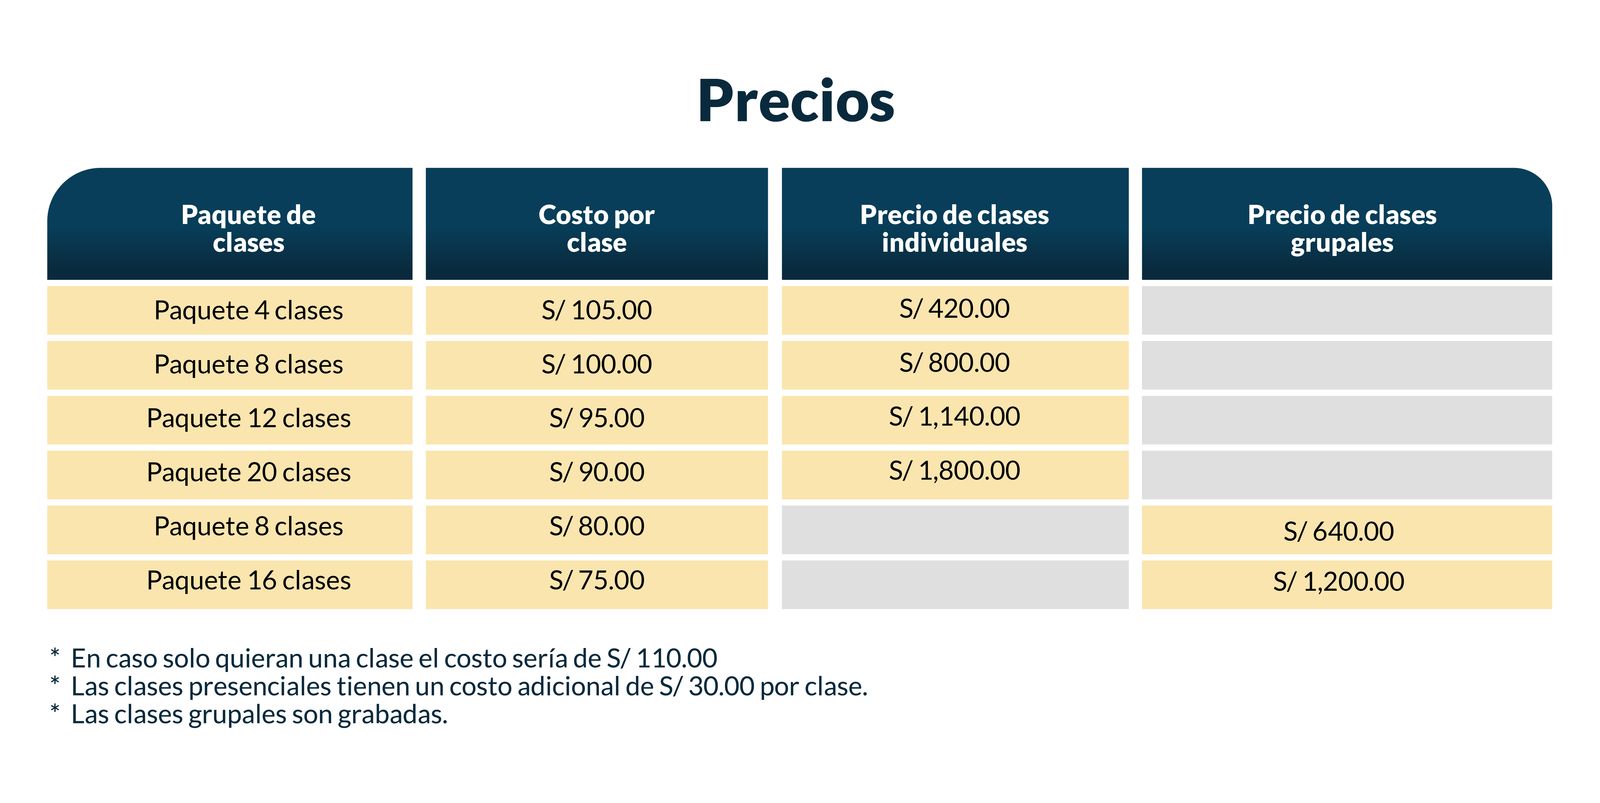 Precios
Paquete de
clases
Costo por
clase
Precio de clases
individuales
Precio de clases
grupales
Paquete 4 clases
S/ 105.00
S/ 420.00
Paquete 8 clases
S/ 100.00
S/ 800.00
Paquete 12 clases
S/ 95.00
S/ 1,140.00
Paquete 20 clases
S/ 90.00
S/ 1,800.00
Paquete 8 clases
S/ 80.00
S/ 640.00
Paquete 16 clases
S/ 75.00
S/ 1,200.00
* En caso solo quieran una clase el costo sería de S/ 110.00
* Las clases presenciales tienen un costo adicional de S/ 30.00 por clase.
* Las clases grupales son grabadas.